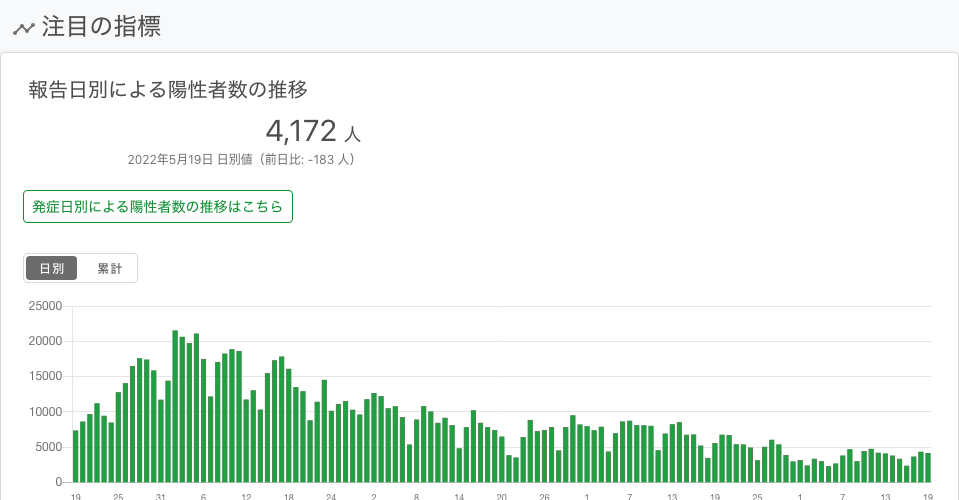 注目の指標
報告日別による陽性者数の推移
4,172 人
2022年5月19日 日別値（前日比: -183 人）
発症日別による陽性者数の推移はこちら
日別 累計
25000
20000
15000
10000
5000
0
19 25 31 6 12 18 24 2 8 14 20 26 1 7 13 19 25 1 7 13 19